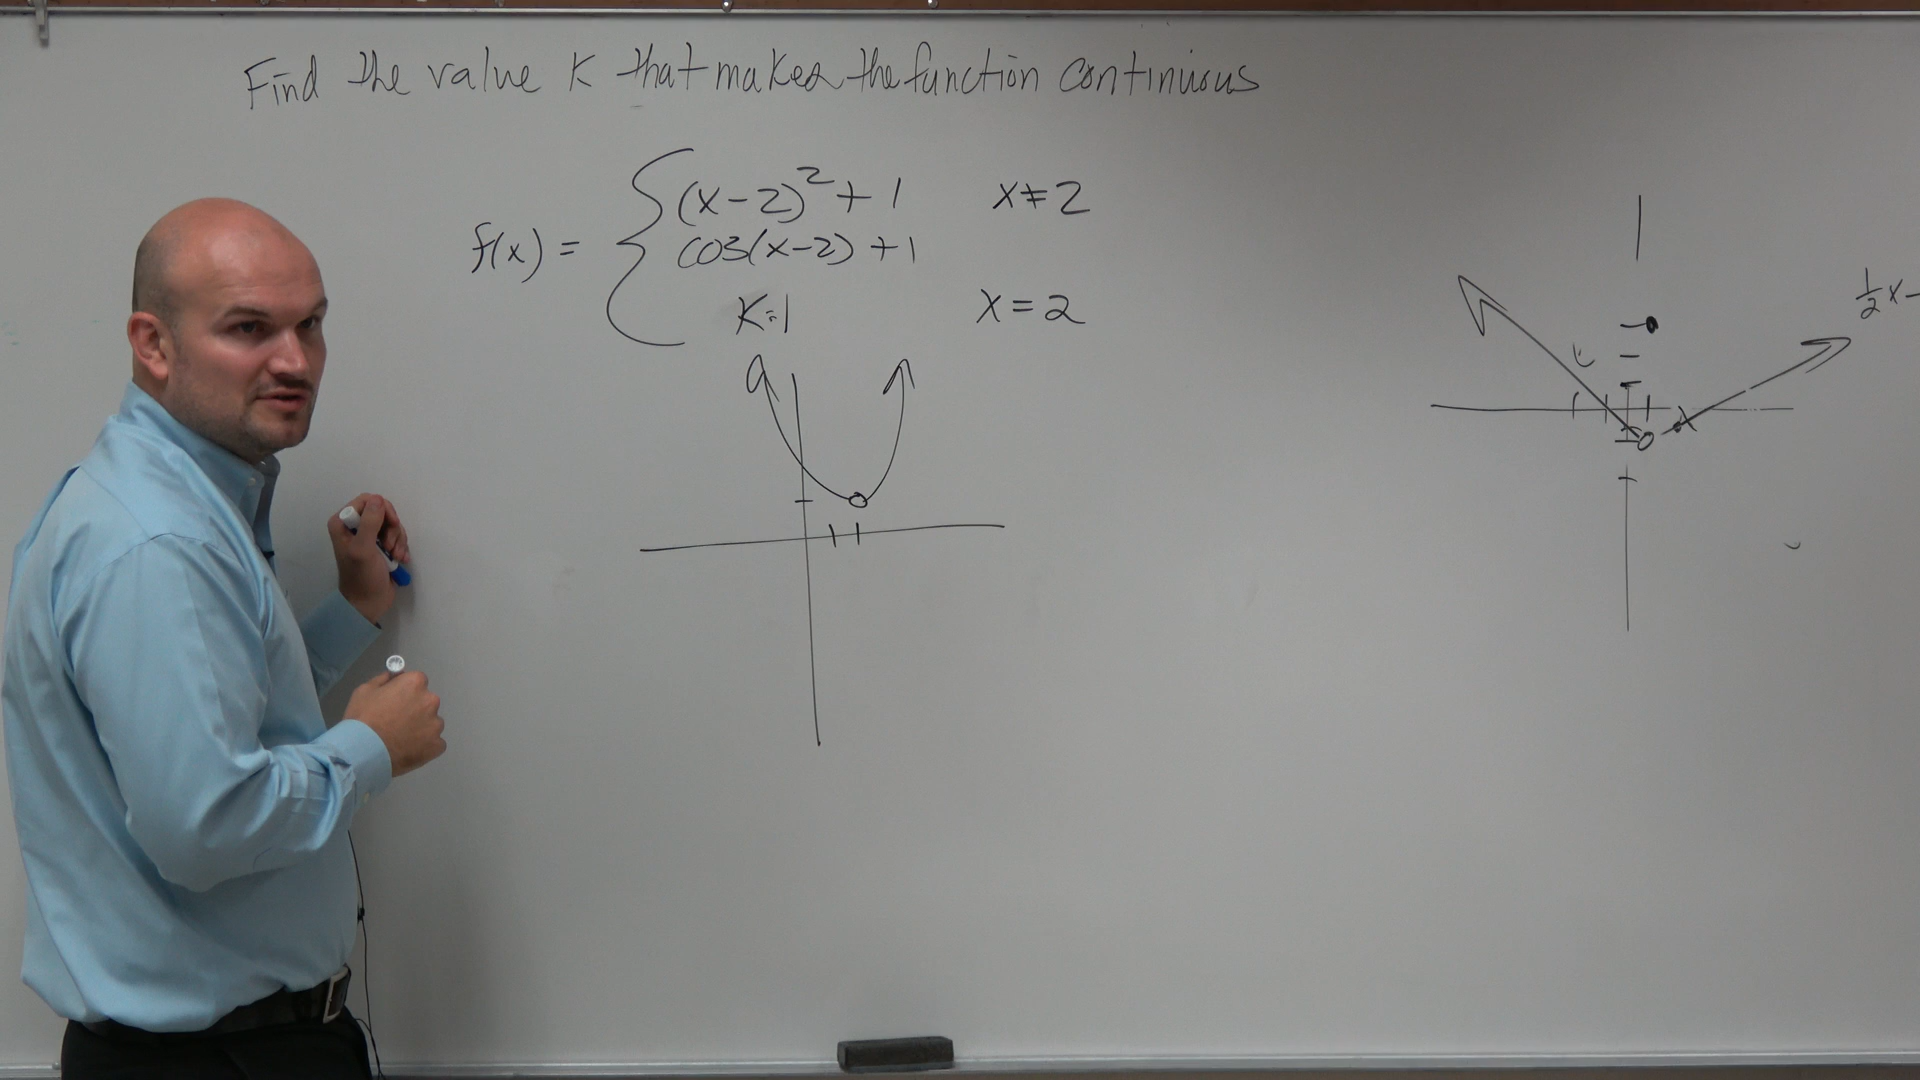 Find the value K that makes the function continuous
f(x) = { (x-2)² + 1    x ≠ 2
cos(x-2) + 1
K=1    x = 2
½x-